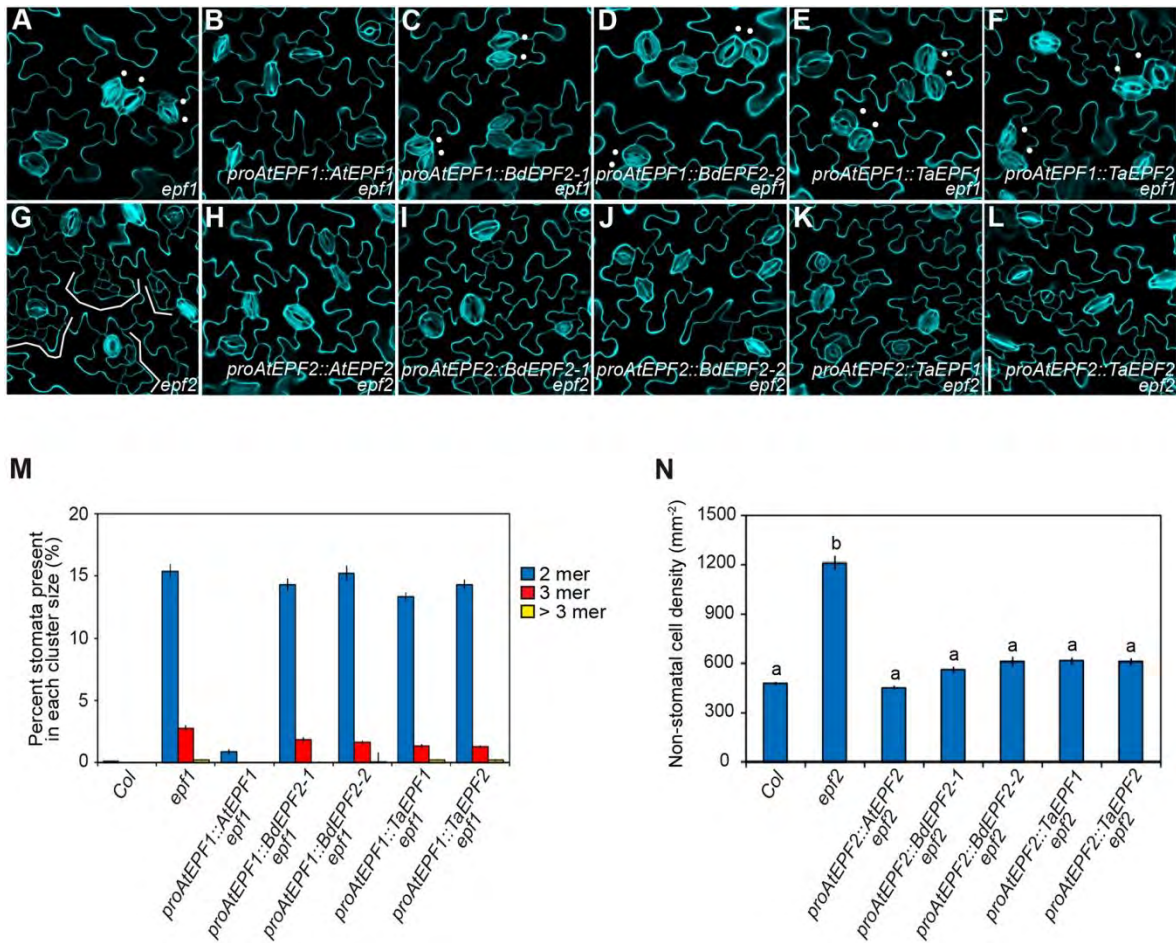 A
epf1
B
proAtEPF1::AtEPF1
epf1
C
proAtEPF1::BdEPF2-1
epf1
D
proAtEPF1::BdEPF2-2
epf1
E
proAtEPF1::TaEPF1
epf1
F
proAtEPF1::TaEPF2
epf1
G
epf2
H
proAtEPF2::AtEPF2
epf2
I
proAtEPF2::BdEPF2-1
epf2
J
proAtEPF2::BdEPF2-2
epf2
K
proAtEPF2::TaEPF1
epf2
L
proAtEPF2::TaEPF2
epf2
M
Percent stomata present
in each cluster size (%)
20
15
10
5
0
2 mer
3 mer
> 3 mer
Col
epf1
proAtEPF1::AtEPF1
epf1
proAtEPF1::BdEPF2-1
epf1
proAtEPF1::BdEPF2-2
epf1
proAtEPF1::TaEPF1
epf1
proAtEPF1::TaEPF2
epf1
N
Non-stomatal cell density (mm⁻²)
1500
1200
900
600
300
0
a
b
a
a
a
a
a
Col
epf2
proAtEPF2::AtEPF2
epf2
proAtEPF2::BdEPF2-1
epf2
proAtEPF2::BdEPF2-2
epf2
proAtEPF2::TaEPF1
epf2
proAtEPF2::TaEPF2
epf2